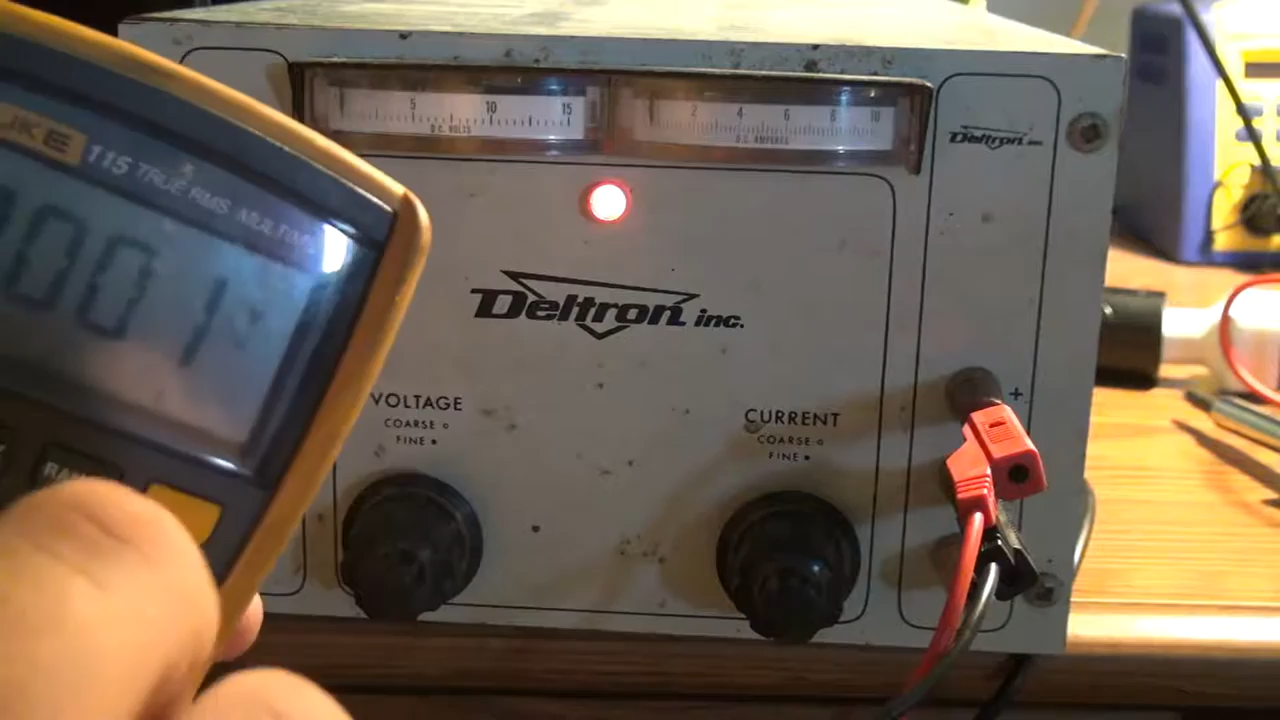 115 TRUE RMS
001
5 10 15
D.C. VOLTS
2 4 6 8 10
D.C. AMPERES
Deltron inc.
Deltron inc.
VOLTAGE
COARSE
FINE
CURRENT
COARSE
FINE
+